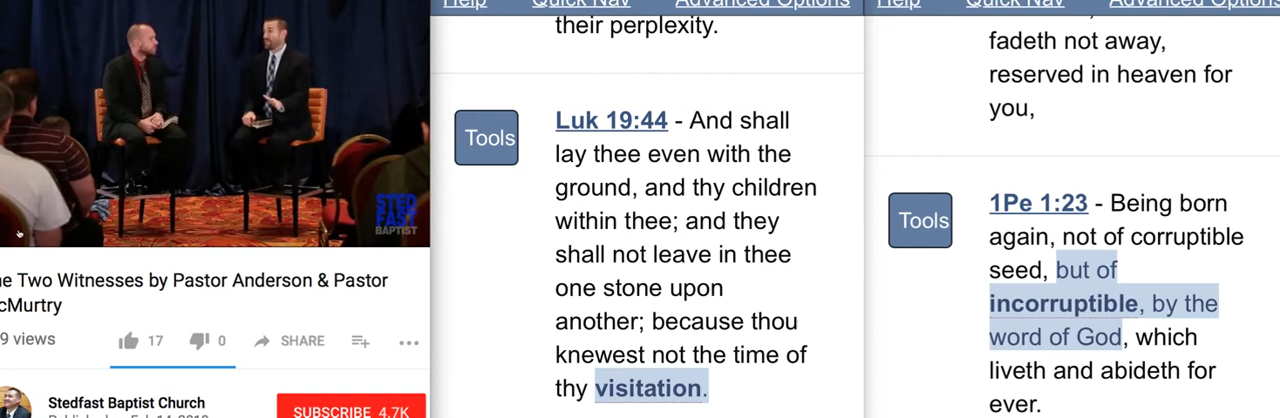 STED
FAST
BAPTIST
e Two Witnesses by Pastor Anderson & Pastor
cMurtry
9 views
17
0
SHARE
Stedfast Baptist Church
SUBSCRIBE 4.7K
Help Quick Nav Advanced Options
their perplexity.
Tools
Luk 19:44 - And shall
lay thee even with the
ground, and thy children
within thee; and they
shall not leave in thee
one stone upon
another; because thou
knewest not the time of
thy visitation.
Help Quick Nav Advanced Options
fadeth not away,
reserved in heaven for
you,
Tools
1Pe 1:23 - Being born
again, not of corruptible
seed, but of
incorruptible, by the
word of God, which
liveth and abideth for
ever.